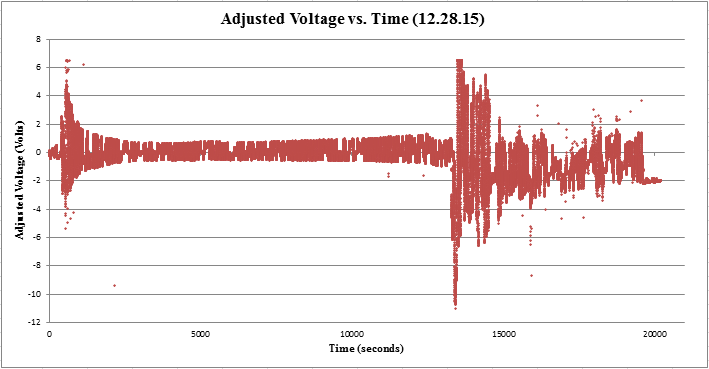 Adjusted Voltage vs. Time (12.28.15)
8
6
4
2
0
-2
-4
-6
-8
-10
-12
Adjusted Voltage (Volts)
0 5000 10000 15000 20000
Time (seconds)